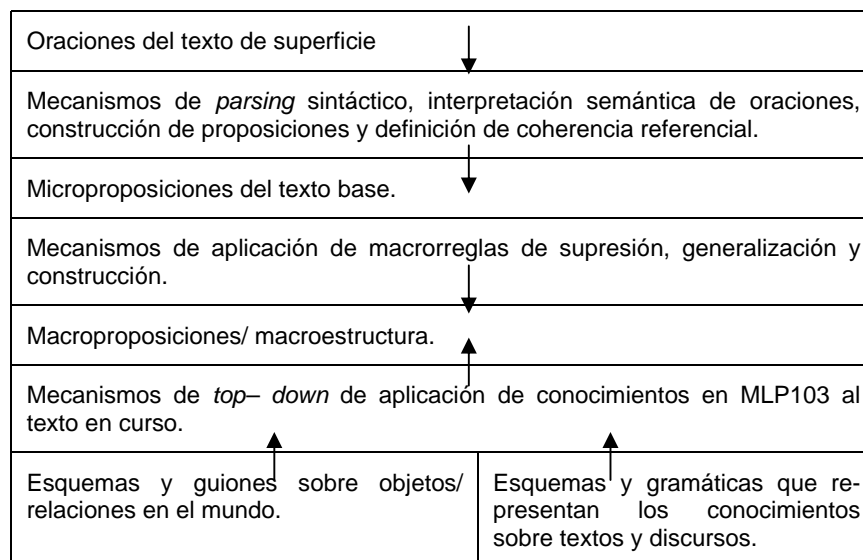 Oraciones del texto de superficie
Mecanismos de parsing sintáctico, interpretación semántica de oraciones,
construcción de proposiciones y definición de coherencia referencial.
Microproposiciones del texto base.
Mecanismos de aplicación de macrorreglas de supresión, generalización y
construcción.
Macroproposiciones/ macroestructura.
Mecanismos de top– down de aplicación de conocimientos en MLP103 al
texto en curso.
Esquemas y guiones sobre objetos/
relaciones en el mundo.
Esquemas y gramáticas que re-
presentan los conocimientos
sobre textos y discursos.